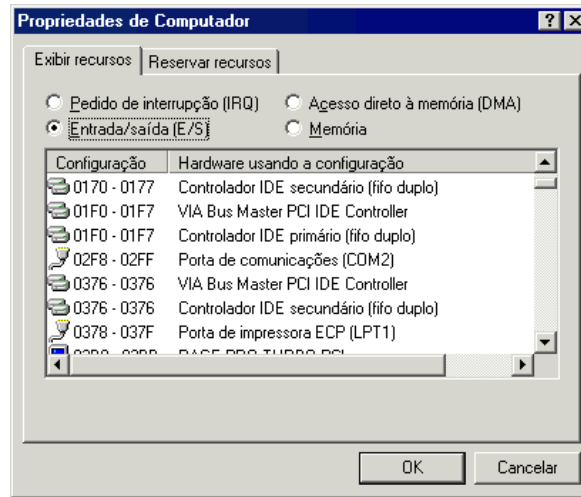 Propriedades de Computador
Exibir recursos Reservar recursos
Pedido de interrupção (IRQ) Acesso direto à memória (DMA)
Entrada/saída (E/S) Memória
Configuração Hardware usando a configuração
0170 - 0177 Controlador IDE secundário (fifo duplo)
01F0 - 01F7 VIA Bus Master PCI IDE Controller
01F0 - 01F7 Controlador IDE primário (fifo duplo)
02F8 - 02FF Porta de comunicações (COM2)
0376 - 0376 VIA Bus Master PCI IDE Controller
0376 - 0376 Controlador IDE secundário (fifo duplo)
0378 - 037F Porta de impressora ECP (LPT1)
OK Cancelar